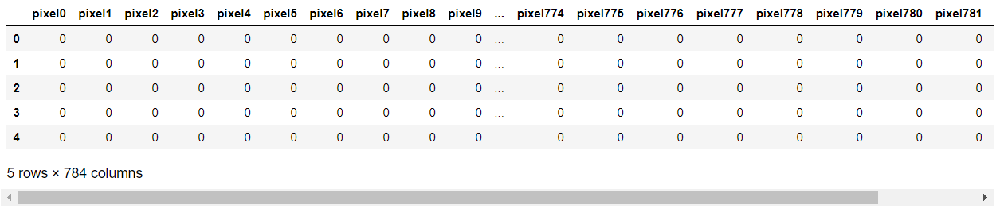 pixel0 pixel1 pixel2 pixel3 pixel4 pixel5 pixel6 pixel7 pixel8 pixel9 ... pixel774 pixel775 pixel776 pixel777 pixel778 pixel779 pixel780 pixel781
0 0 0 0 0 0 0 0 0 0 0 ... 0 0 0 0 0 0 0 0
1 0 0 0 0 0 0 0 0 0 0 ... 0 0 0 0 0 0 0 0
2 0 0 0 0 0 0 0 0 0 0 ... 0 0 0 0 0 0 0 0
3 0 0 0 0 0 0 0 0 0 0 ... 0 0 0 0 0 0 0 0
4 0 0 0 0 0 0 0 0 0 0 ... 0 0 0 0 0 0 0 0
5 rows × 784 columns